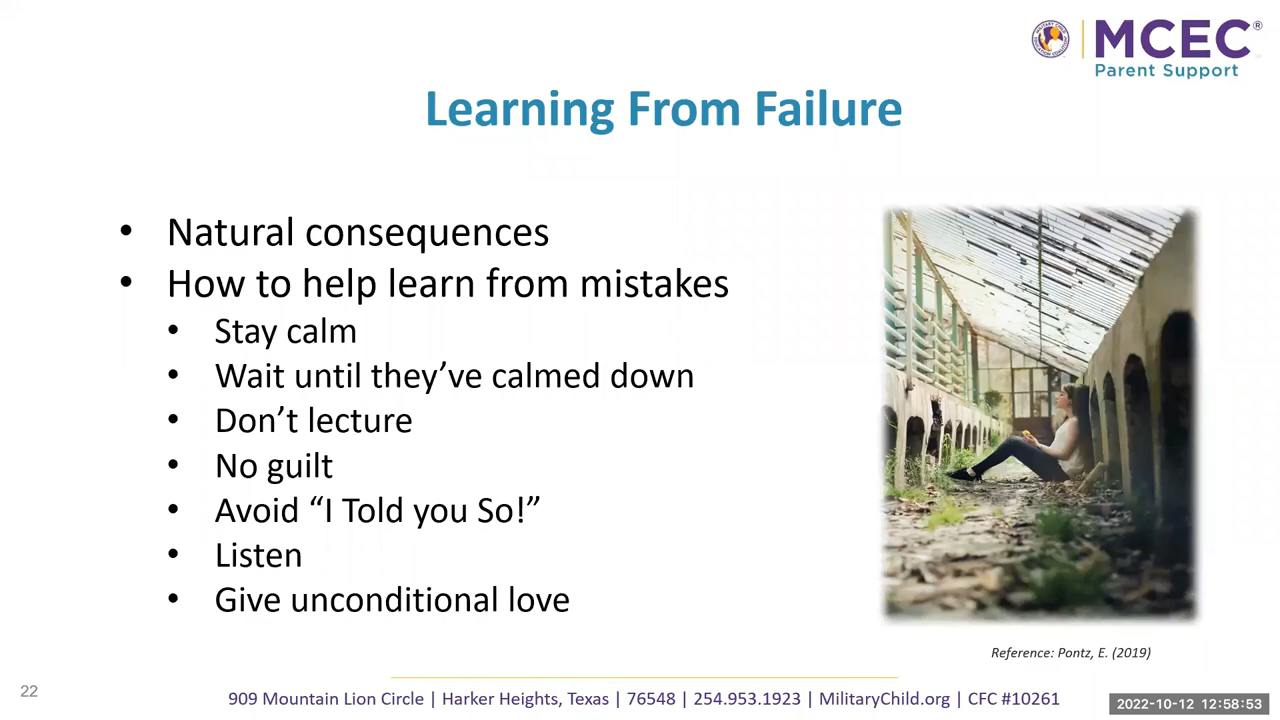 MCEC®
Parent Support
Learning From Failure
• Natural consequences
• How to help learn from mistakes
• Stay calm
• Wait until they’ve calmed down
• Don’t lecture
• No guilt
• Avoid “I Told you So!”
• Listen
• Give unconditional love
Reference: Pontz, E. (2019)
22
909 Mountain Lion Circle | Harker Heights, Texas | 76548 | 254.953.1923 | MilitaryChild.org | CFC #10261
2022-10-12 12:58:53